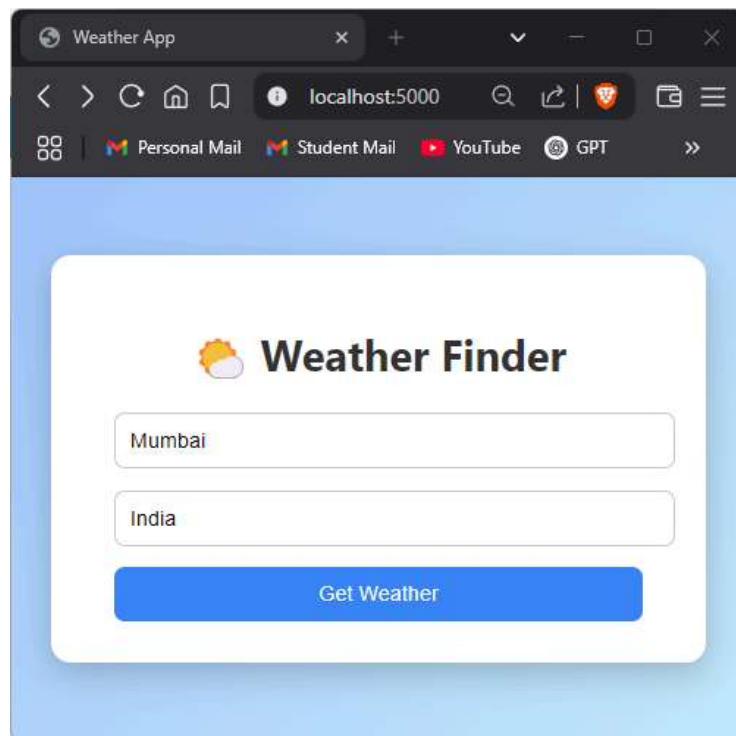 Weather App
localhost:5000
Personal Mail Student Mail YouTube GPT
Weather Finder
Mumbai
India
Get Weather